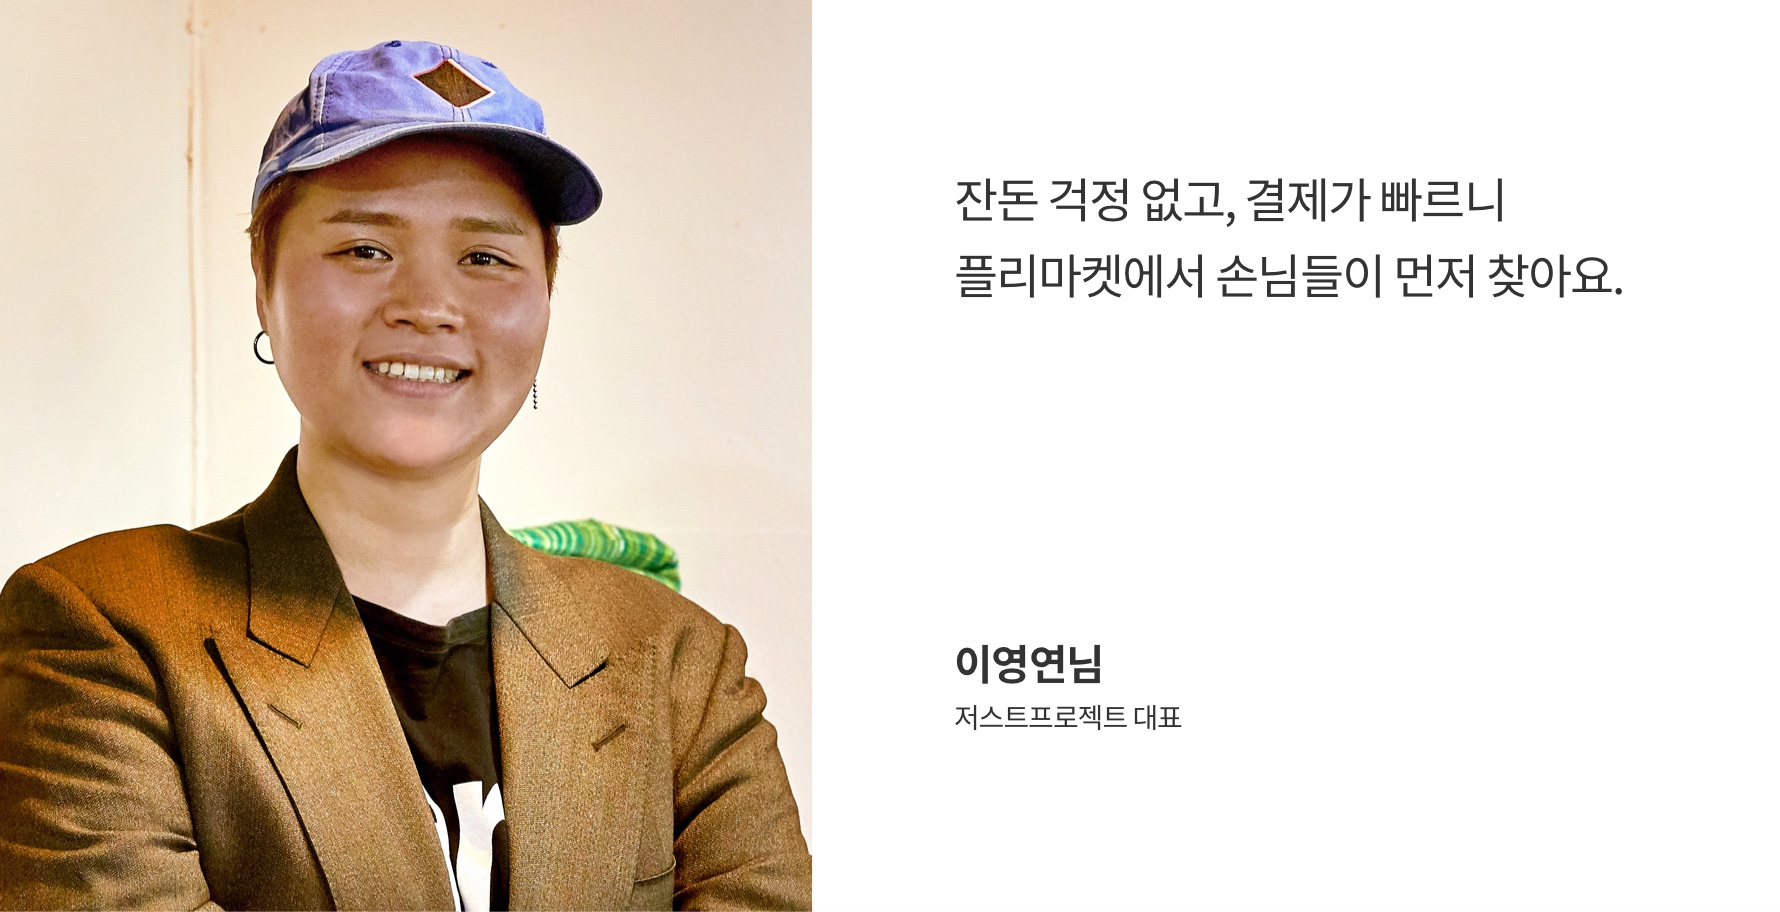 잔돈 걱정 없고, 결제가 빠르니
플리마켓에서 손님들이 먼저 찾아요.
이영연님
저스트프로젝트 대표